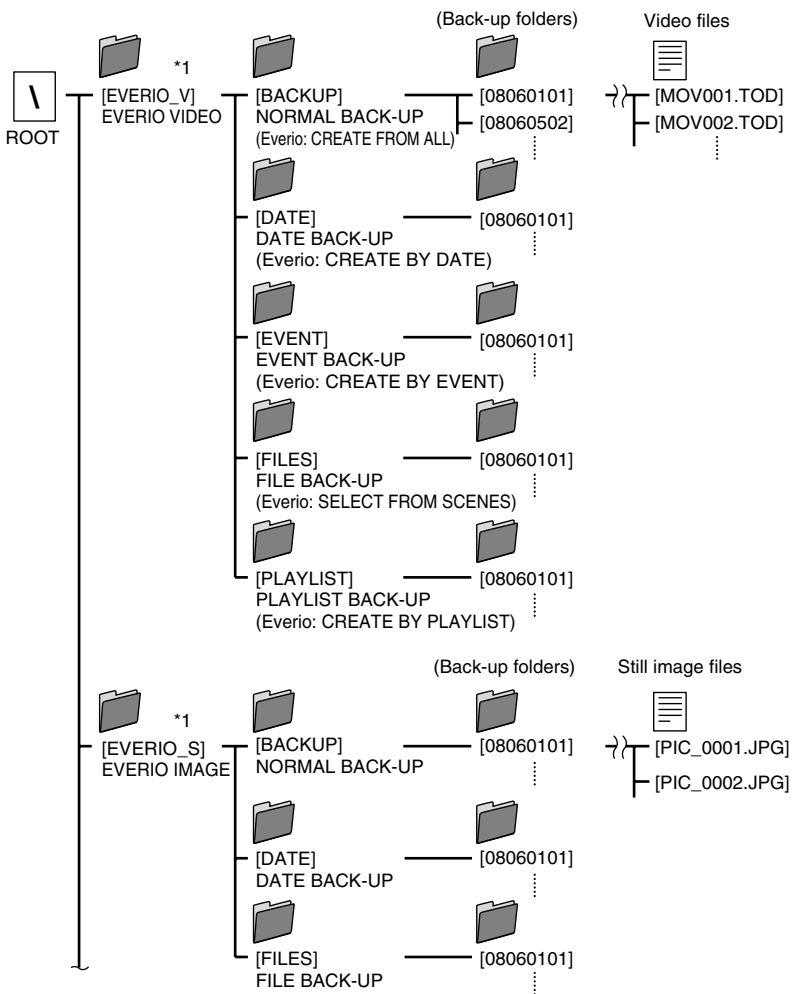 (Back-up folders) Video files
*1
\
ROOT
[EVERIO_V]
EVERIO VIDEO
[BACKUP]
NORMAL BACK-UP
(Everio: CREATE FROM ALL)
[08060101]
[08060502]
[MOV001.TOD]
[MOV002.TOD]
[DATE]
DATE BACK-UP
(Everio: CREATE BY DATE)
[08060101]
[EVENT]
EVENT BACK-UP
(Everio: CREATE BY EVENT)
[08060101]
[FILES]
FILE BACK-UP
(Everio: SELECT FROM SCENES)
[08060101]
[PLAYLIST]
PLAYLIST BACK-UP
(Everio: CREATE BY PLAYLIST)
[08060101]
(Back-up folders) Still image files
*1
[EVERIO_S]
EVERIO IMAGE
[BACKUP]
NORMAL BACK-UP
[08060101]
[PIC_0001.JPG]
[PIC_0002.JPG]
[DATE]
DATE BACK-UP
[08060101]
[FILES]
FILE BACK-UP
[08060101]